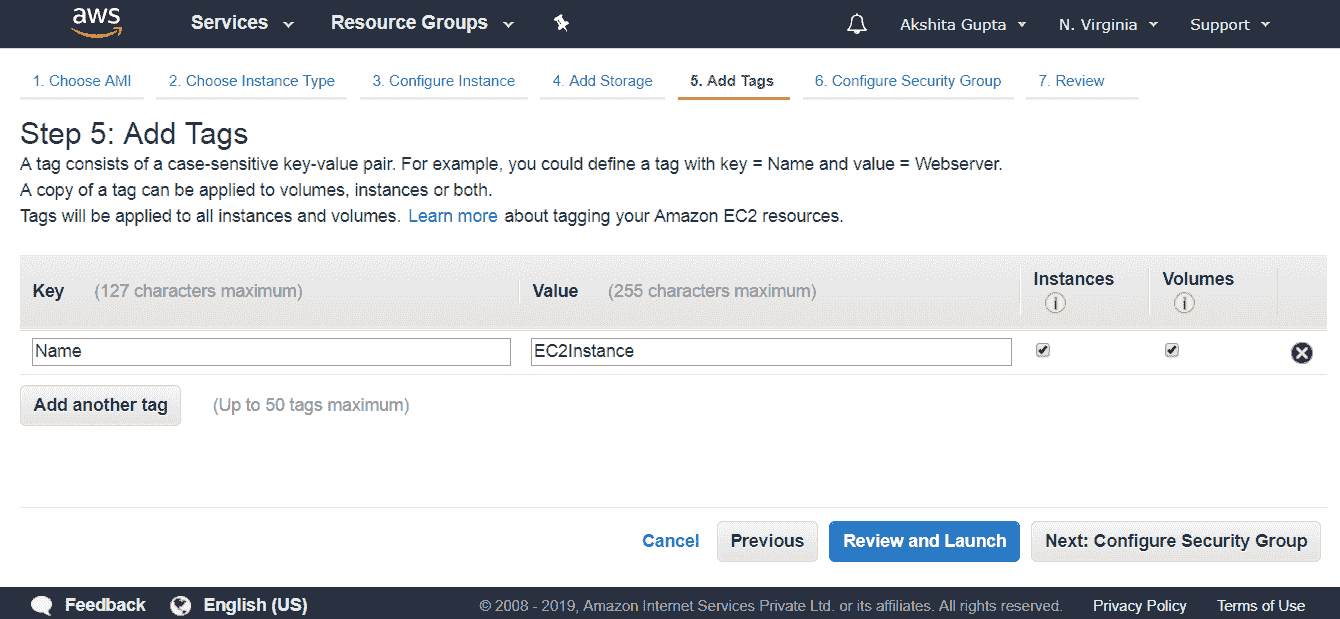 aws Services Resource Groups Akshita Gupta N. Virginia Support
1. Choose AMI 2. Choose Instance Type 3. Configure Instance 4. Add Storage 5. Add Tags 6. Configure Security Group 7. Review
Step 5: Add Tags
A tag consists of a case-sensitive key-value pair. For example, you could define a tag with key = Name and value = Webserver.
A copy of a tag can be applied to volumes, instances or both.
Tags will be applied to all instances and volumes. Learn more about tagging your Amazon EC2 resources.
Key (127 characters maximum) Value (255 characters maximum) Instances Volumes
Name EC2Instance
Add another tag (Up to 50 tags maximum)
Cancel Previous Review and Launch Next: Configure Security Group
Feedback English (US) © 2008 - 2019, Amazon Internet Services Private Ltd. or its affiliates. All rights reserved. Privacy Policy Terms of Use